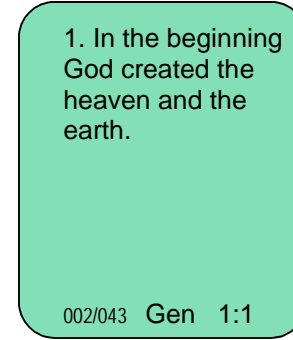 1. In the beginning
God created the
heaven and the
earth.
002/043 Gen 1:1